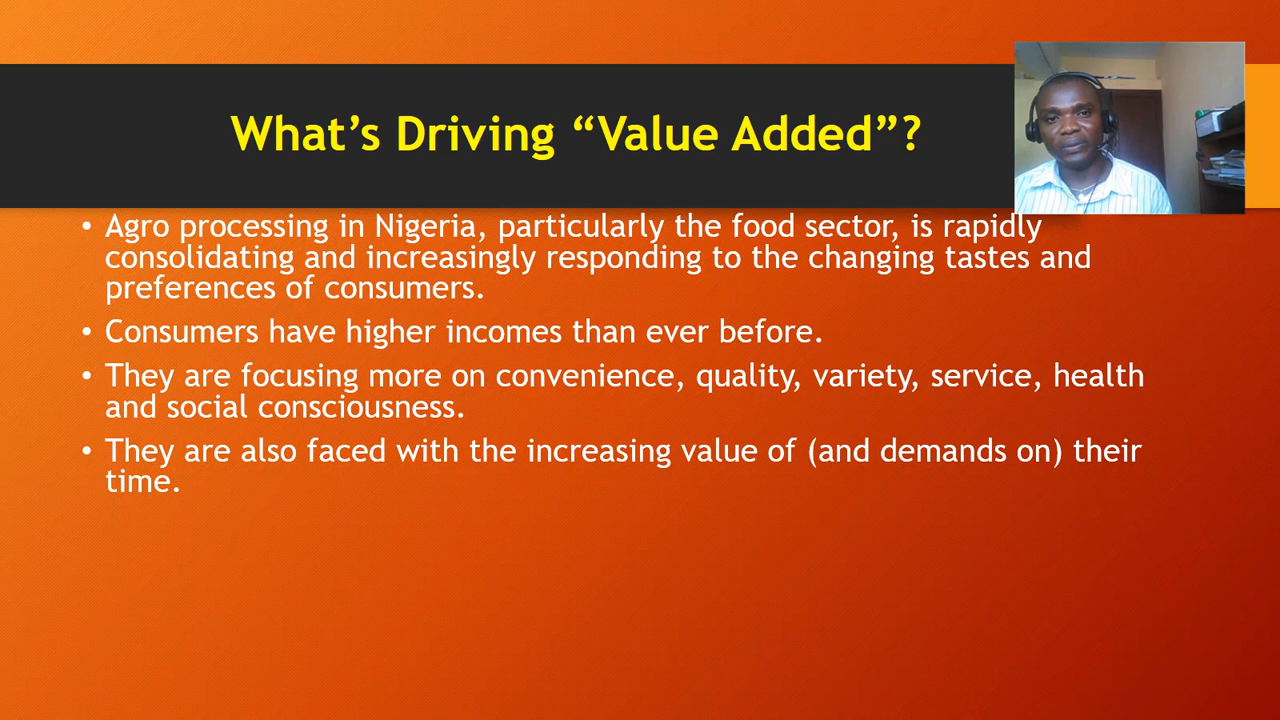 What’s Driving “Value Added”?
• Agro processing in Nigeria, particularly the food sector, is rapidly
consolidating and increasingly responding to the changing tastes and
preferences of consumers.
• Consumers have higher incomes than ever before.
• They are focusing more on convenience, quality, variety, service, health
and social consciousness.
• They are also faced with the increasing value of (and demands on) their
time.